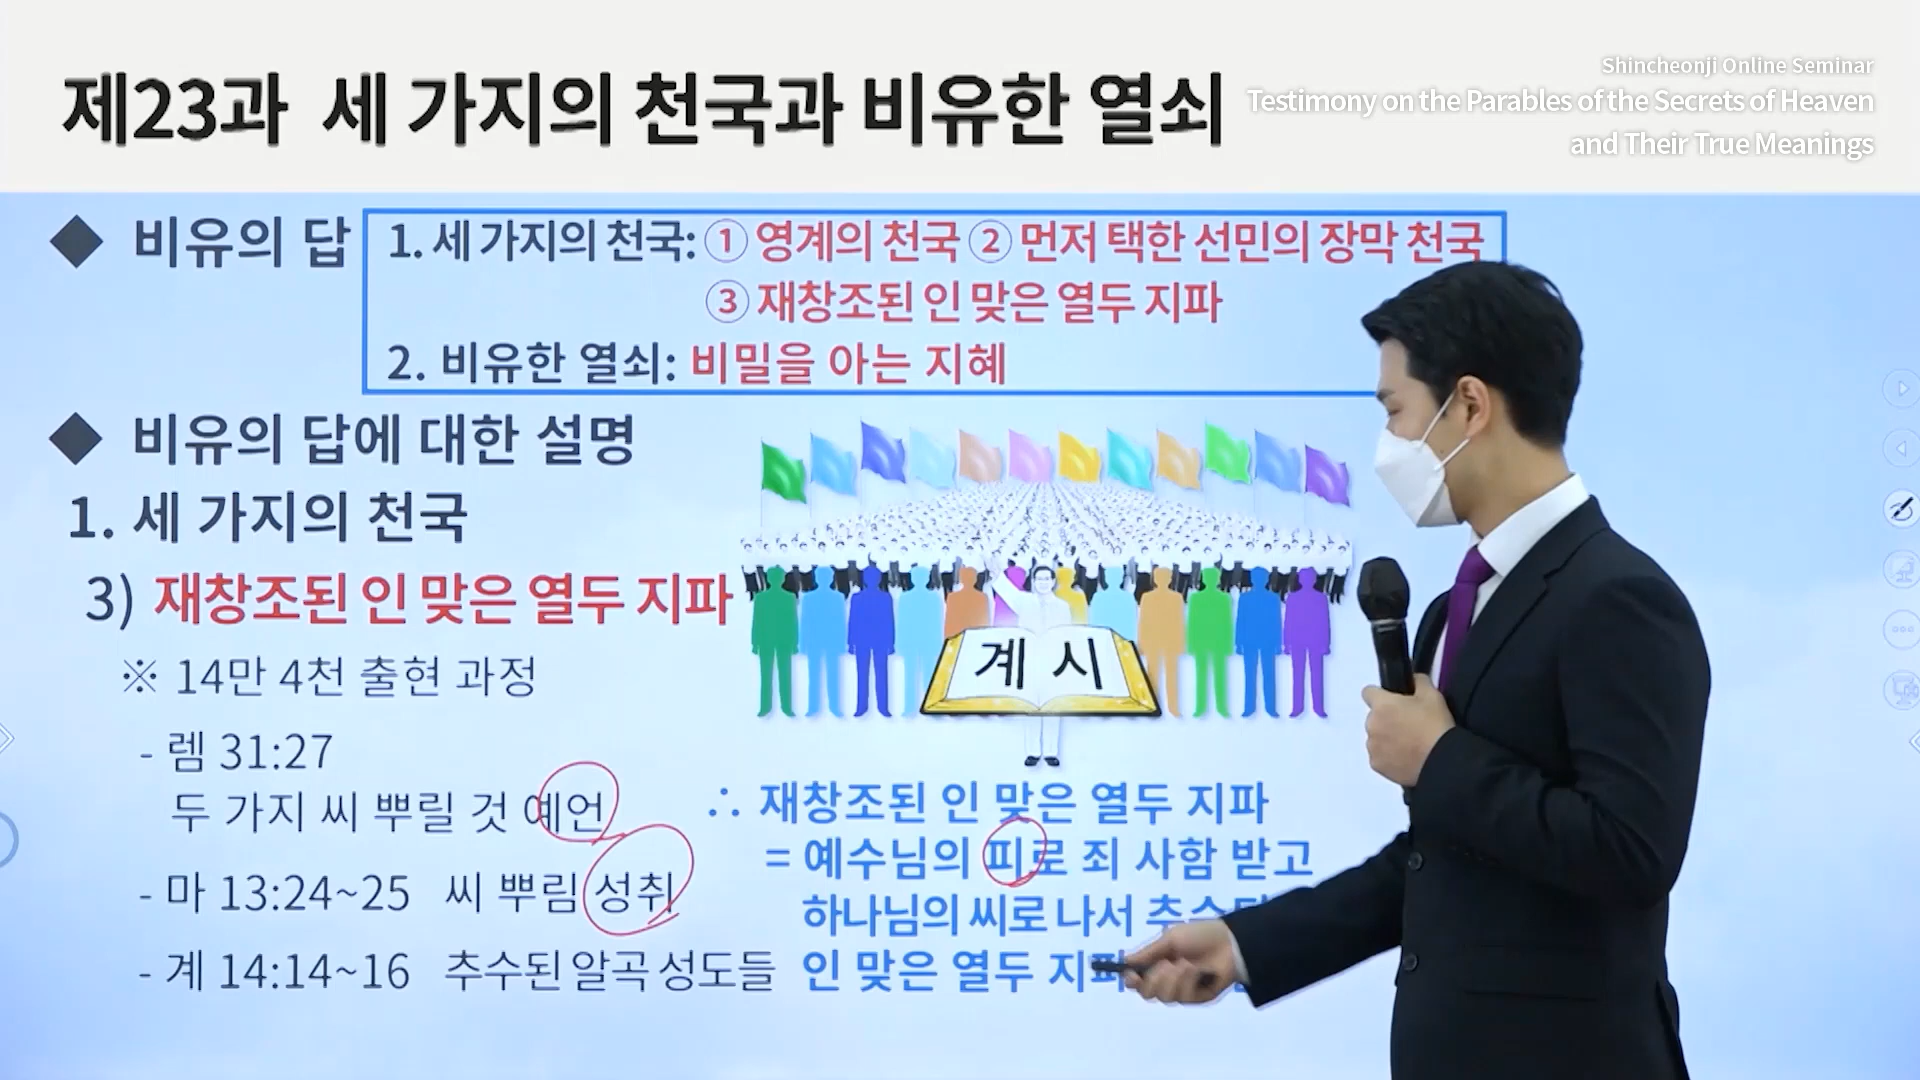 제23과 세 가지의 천국과 비유한 열쇠
Shincheonji Online Seminar
Testimony on the Parables of the Secrets of Heaven
and Their True Meanings
◆ 비유의 답
1. 세 가지의 천국: ① 영계의 천국 ② 먼저 택한 선민의 장막 천국
③ 재창조된 인 맞은 열두 지파
2. 비유한 열쇠: 비밀을 아는 지혜
◆ 비유의 답에 대한 설명
1. 세 가지의 천국
3) 재창조된 인 맞은 열두 지파
계 시
※ 14만 4천 출현 과정
- 렘 31:27
두 가지 씨 뿌릴 것 예언
- 마 13:24~25 씨 뿌림 성취
- 계 14:14~16 추수된 알곡 성도들
∴ 재창조된 인 맞은 열두 지파
= 예수님의 피로 죄 사함 받고
하나님의 씨로 나서
인 맞은 열두 지파